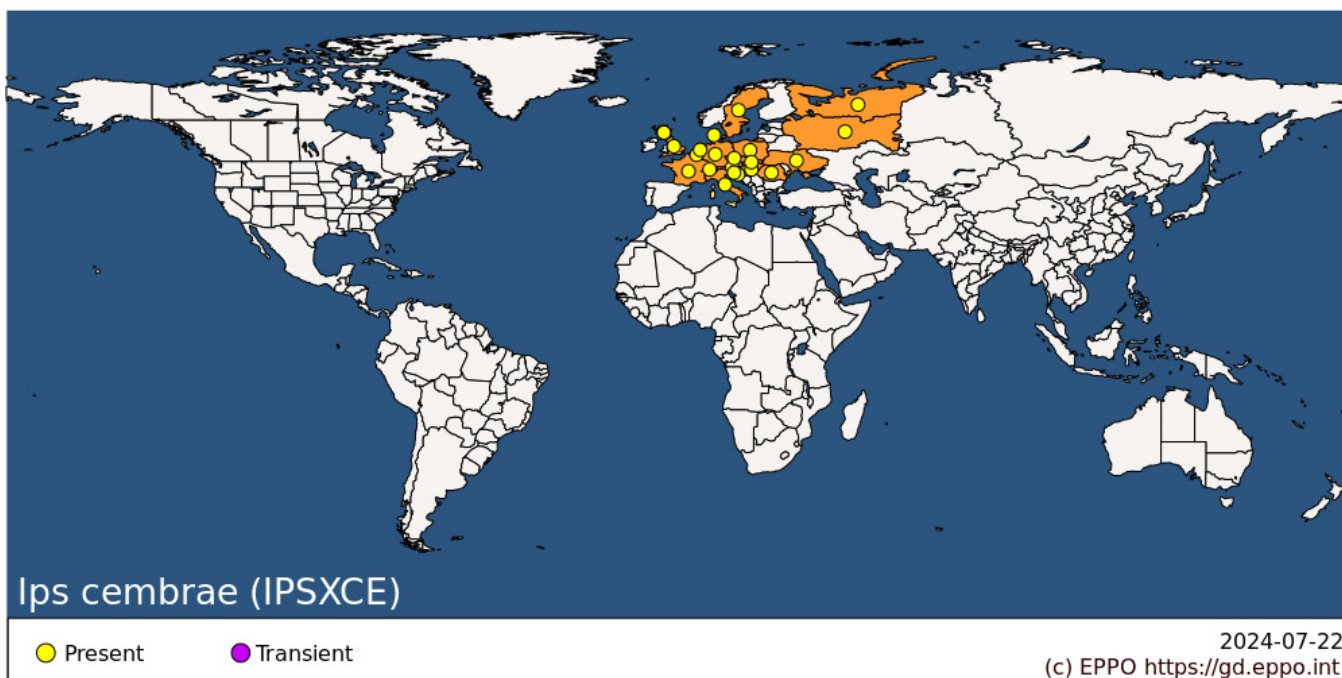 Ips cembrae (IPSXCE)
Present
Transient
2024-07-22
(c) EPPO https://gd.eppo.int